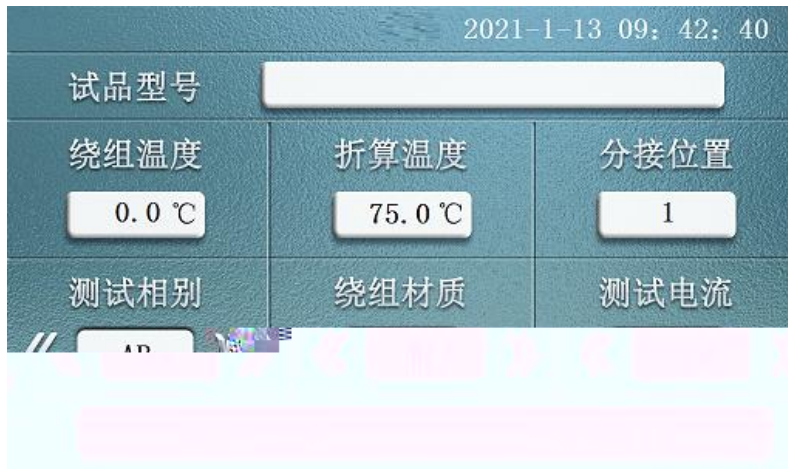 2021-1-13 09:42:40
试品型号
绕组温度 折算温度 分接位置
0.0℃ 75.0℃ 1
测试相别 绕组材质 测试电流